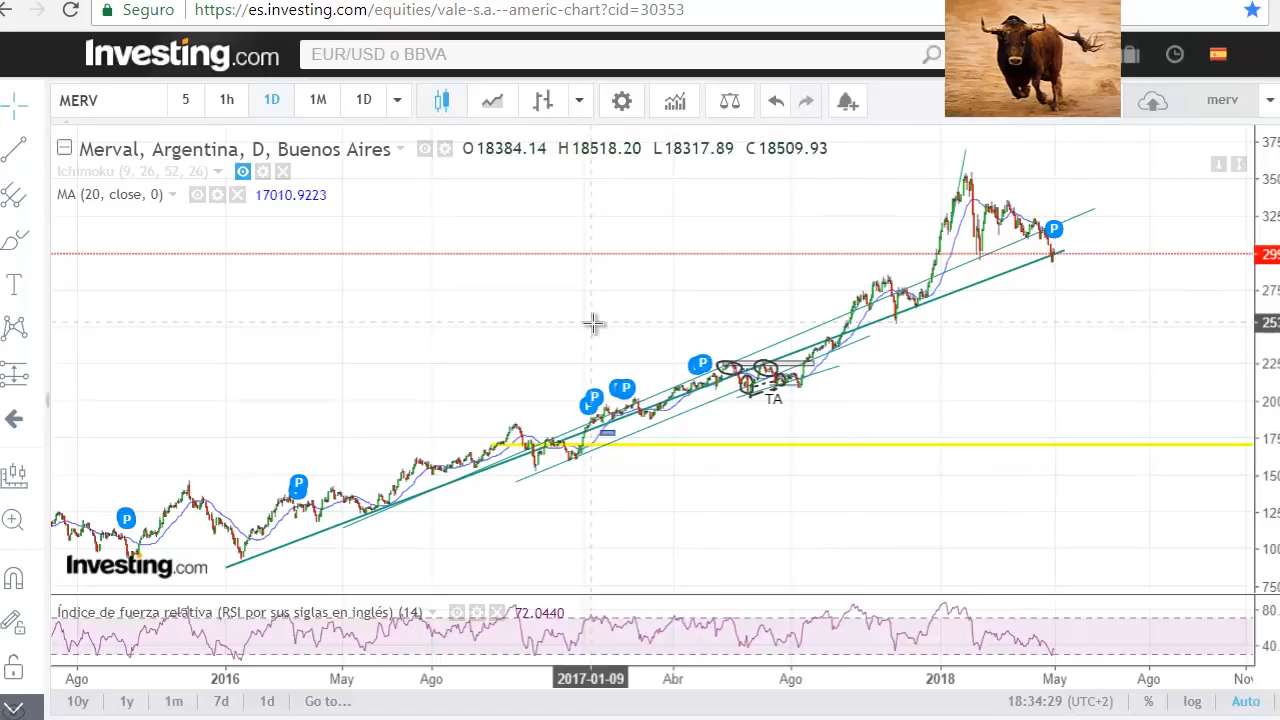 Seguro https://es.investing.com/equities/vale-s.a.--americ-chart?cid=30353
Investing.com EUR/USD o BBVA
MERV 5 1h 1D 1M 1D merv
Merval, Argentina, D, Buenos Aires O 18384.14 H 18518.20 L 18317.89 C 18509.93
Ichimoku (9, 26, 52, 26)
MA (20, close, 0) 17010.9223
P
P
P
P
P
P
P
TA
Investing.com
Índice de fuerza relativa (RSI por sus siglas en inglés) (14) 72.0440
80
40.
Ago 2016 May Ago 2017-01-09 Abr Ago 2018 May Ago Nov
10y 1y 1m 7d 1d Go to... 18:34:29 (UTC+2) % log Auto